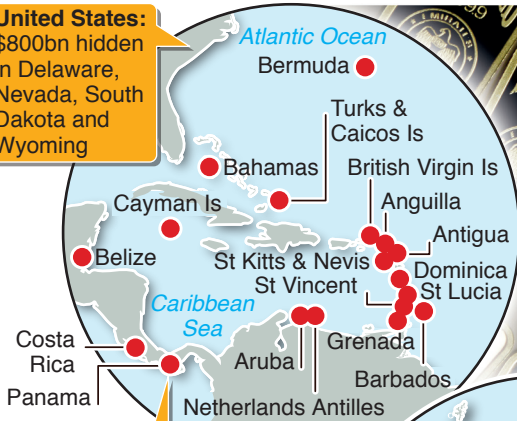 United States:
$800bn hidden
in Delaware,
Nevada, South
Dakota and
Wyoming
Atlantic Ocean
Bermuda
Turks &
Caicos Is
Bahamas
British Virgin Is
Cayman Is
Anguilla
Antigua
Belize
St Kitts & Nevis
Dominica
St Vincent
St Lucia
Caribbean
Sea
Costa
Rica
Grenada
Aruba
Barbados
Panama
Netherlands Antilles